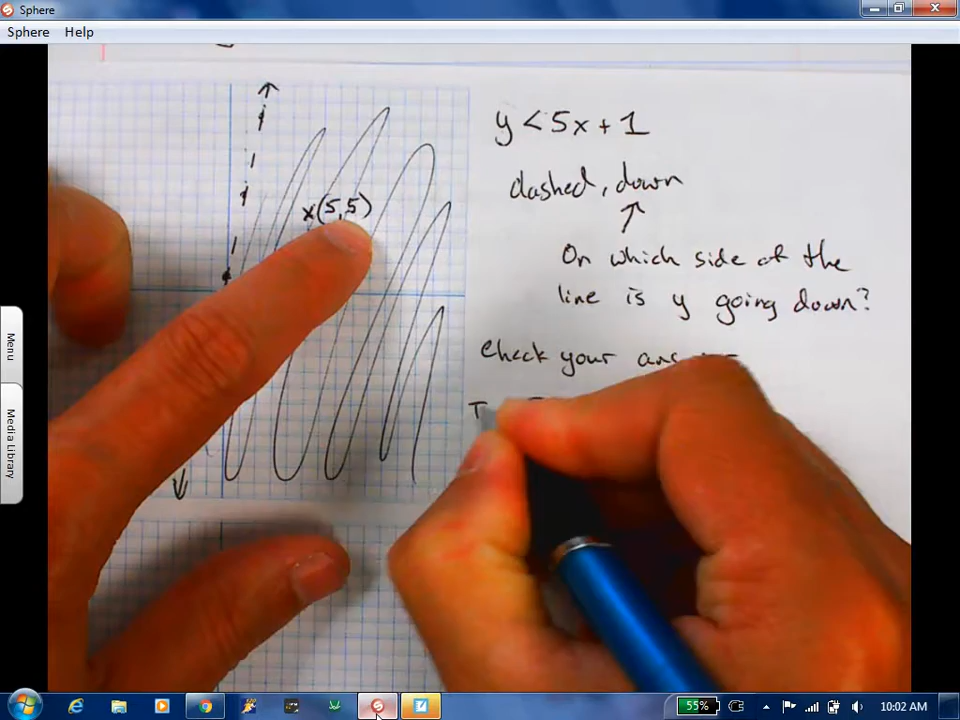 Sphere
Sphere Help
Menu
Media Library
x(5,5)
y < 5x + 1
dashed, down
On which side of the
line is y going down?
Check your
55%
10:02 AM